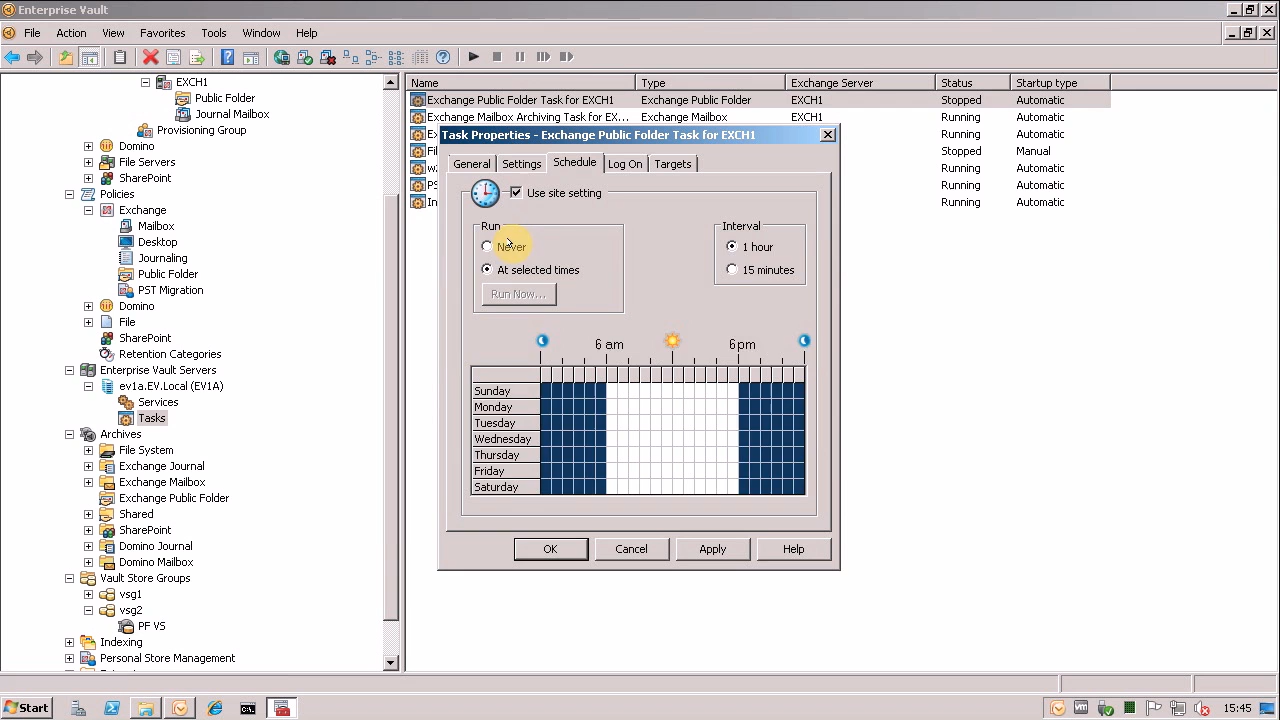 Enterprise Vault
File Action View Favorites Tools Window Help
EXCH1
Public Folder
Journal Mailbox
Provisioning Group
Domino
File Servers
SharePoint
Policies
Exchange
Mailbox
Desktop
Journaling
Public Folder
PST Migration
Domino
File
SharePoint
Retention Categories
Enterprise Vault Servers
ev1a.EV.Local (EV1A)
Services
Tasks
Archives
File System
Exchange Journal
Exchange Mailbox
Exchange Public Folder
Shared
SharePoint
Domino Journal
Domino Mailbox
Vault Store Groups
vsg1
vsg2
PF VS
Indexing
Personal Store Management
Name Type Exchange Server Status Startup type
Exchange Public Folder Task for EXCH1 Exchange Public Folder EXCH1 Stopped Automatic
Exchange Mailbox Archiving Task for EX... Exchange Mailbox EXCH1 Running Automatic
Running Automatic
Stopped Manual
Running Automatic
Running Automatic
Running Automatic
Task Properties - Exchange Public Folder Task for EXCH1
General Settings Schedule Log On Targets
Use site setting
Run
Never
At selected times
Run Now...
Interval
1 hour
15 minutes
6 am 6 pm
Sunday
Monday
Tuesday
Wednesday
Thursday
Friday
Saturday
OK Cancel Apply Help
Start
15:45